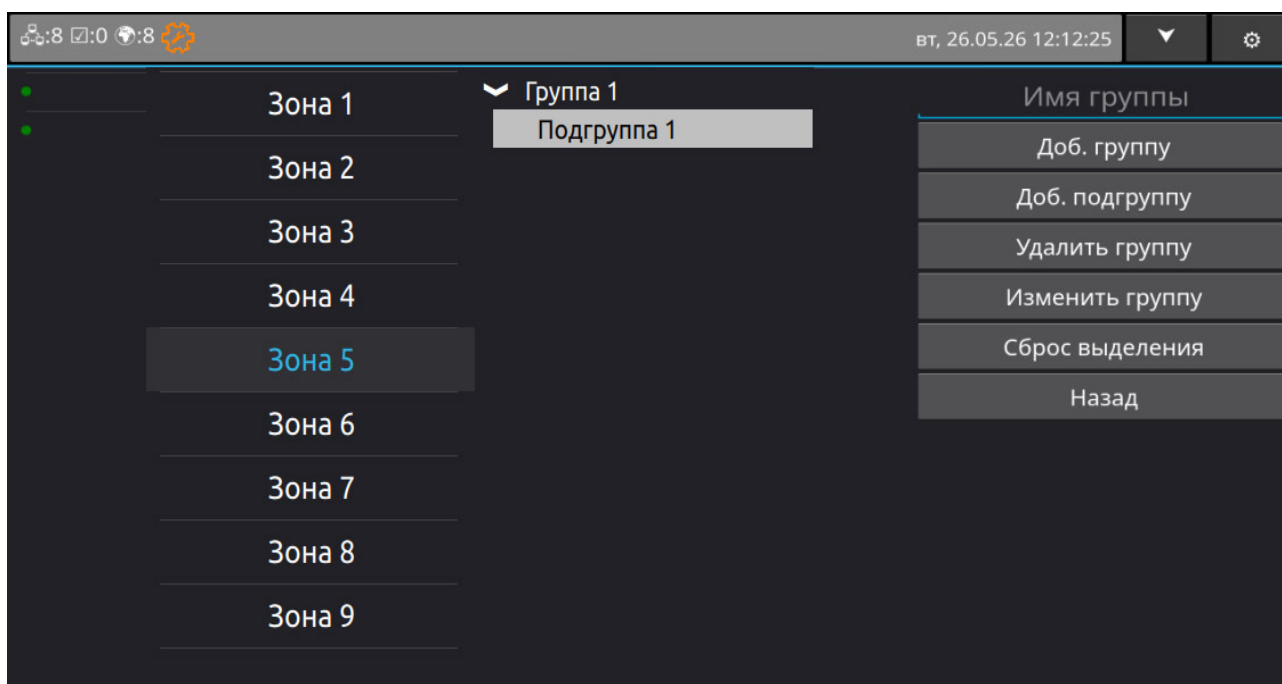 :8 ☑:0 :8
вт, 26.05.26 12:12:25
Зона 1
Зона 2
Зона 3
Зона 4
Зона 5
Зона 6
Зона 7
Зона 8
Зона 9
Группа 1
Подгруппа 1
Имя группы
Доб. группу
Доб. подгруппу
Удалить группу
Изменить группу
Сброс выделения
Назад